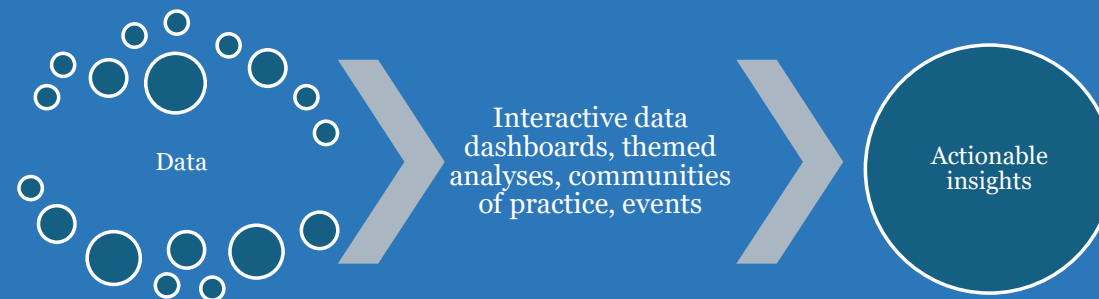 Data
Interactive data
dashboards, themed
analyses, communities
of practice, events
Actionable
insights